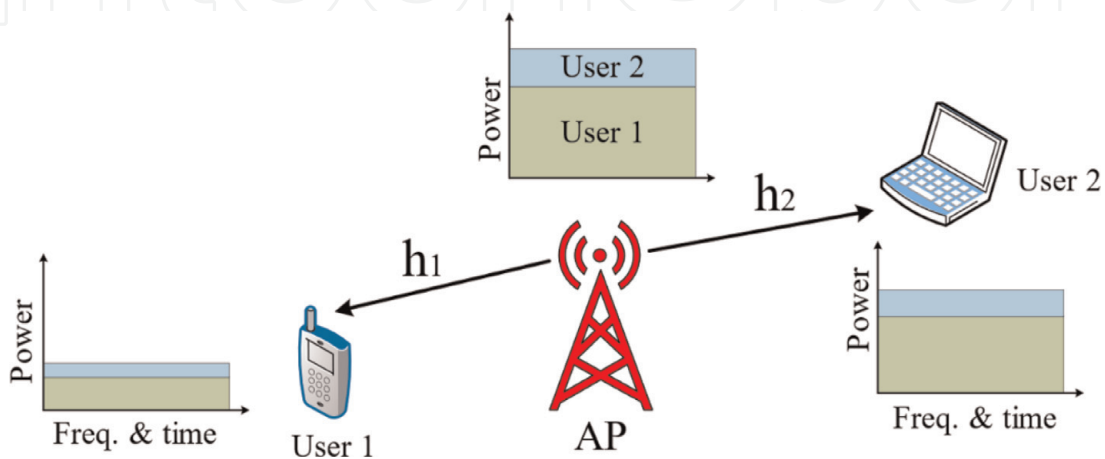 User 2
User 1
Power
h2
User 2
h1
Power
Freq. & time
User 1
AP
Power
Freq. & time